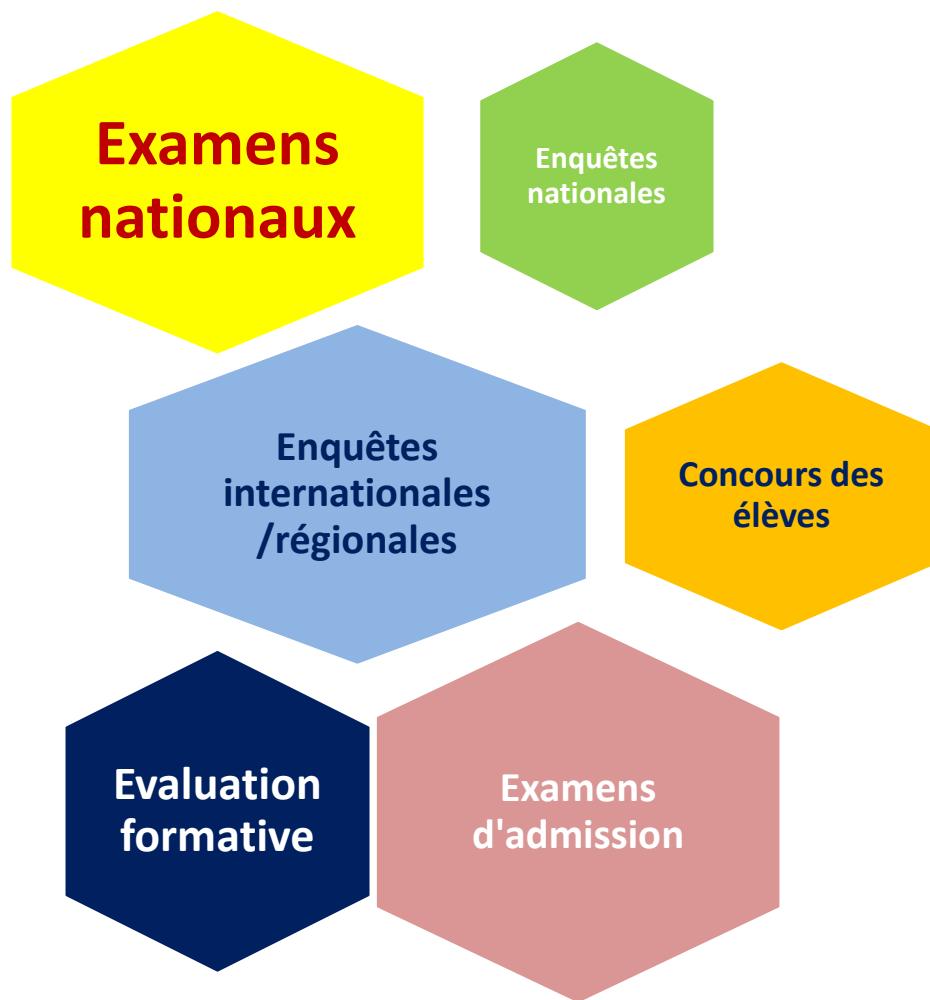 Examens
nationaux
Enquêtes
nationales
Enquêtes
internationales
/régionales
Concours des
élèves
Evaluation
formative
Examens
d'admission